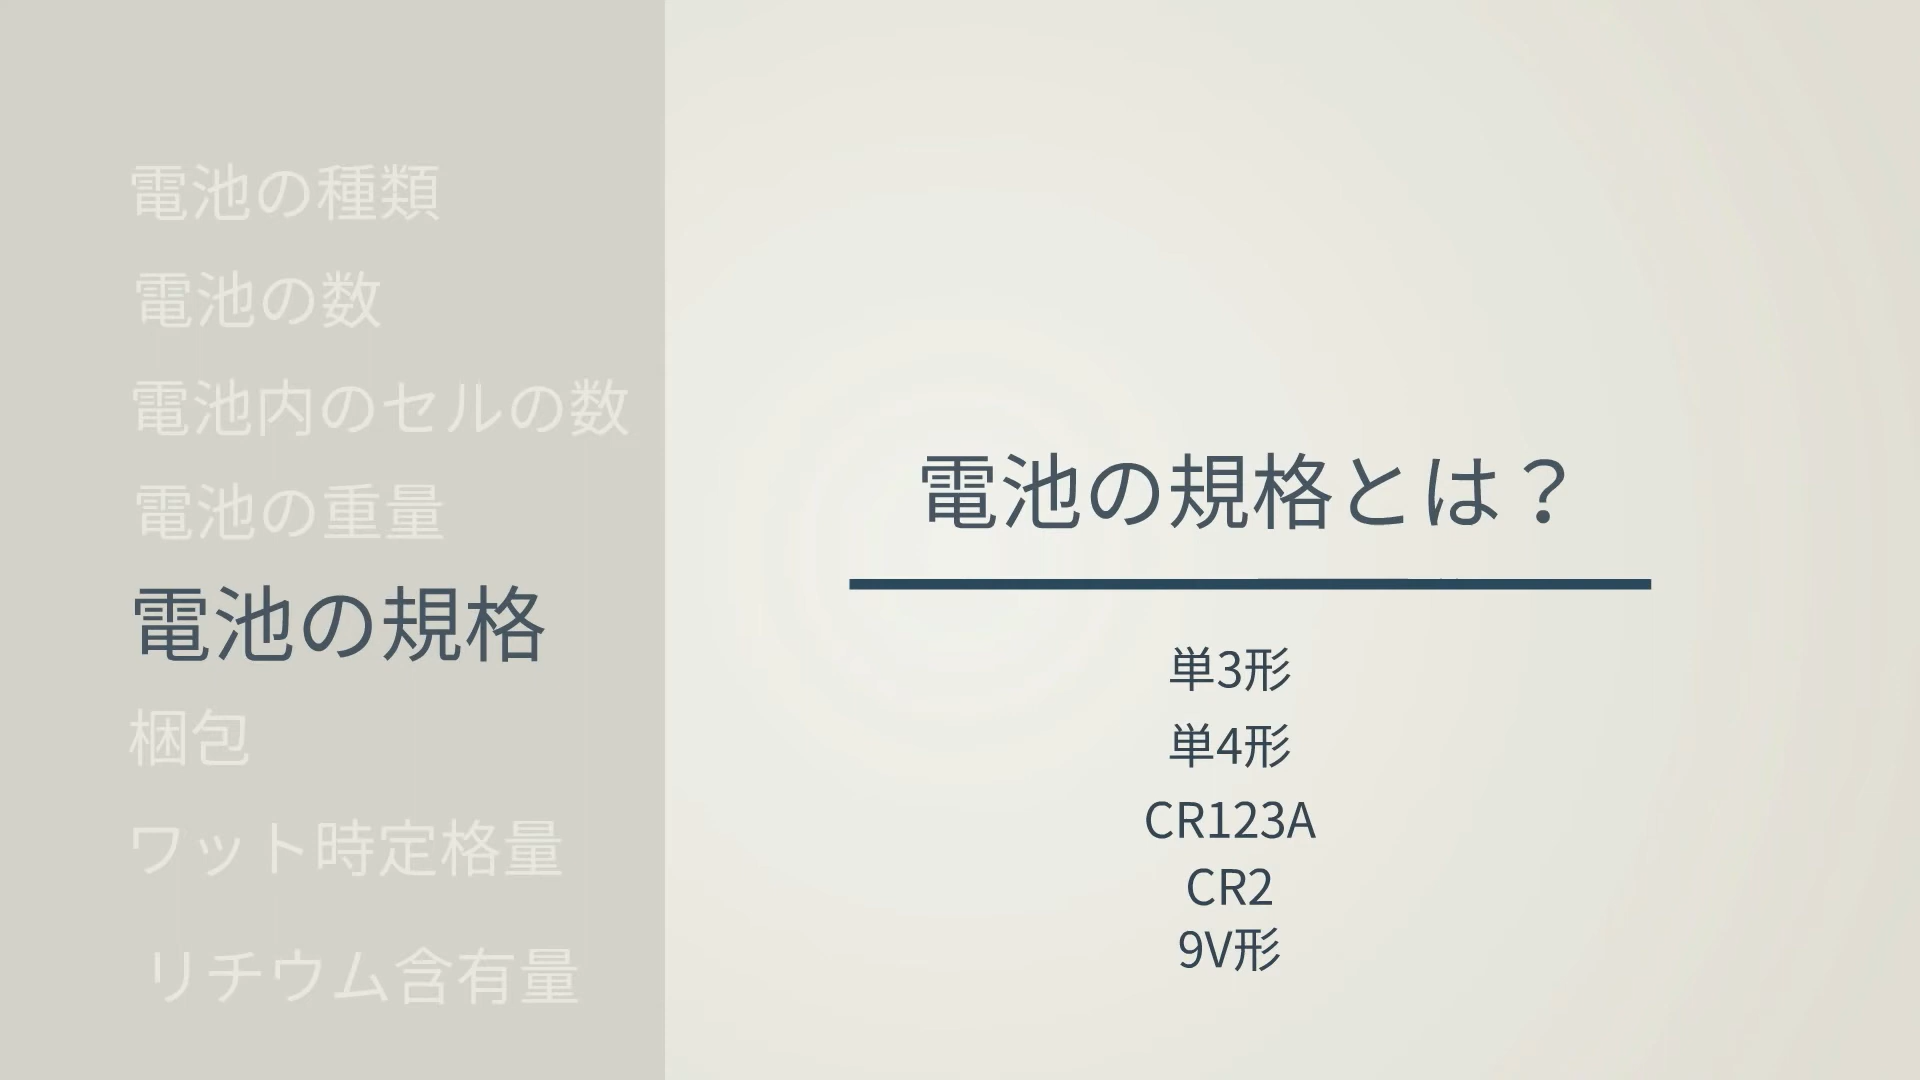 電池の種類
電池の数
電池内のセルの数
電池の重量
電池の規格
梱包
ワット時定格量
リチウム含有量
電池の規格とは？
単3形
単4形
CR123A
CR2
9V形